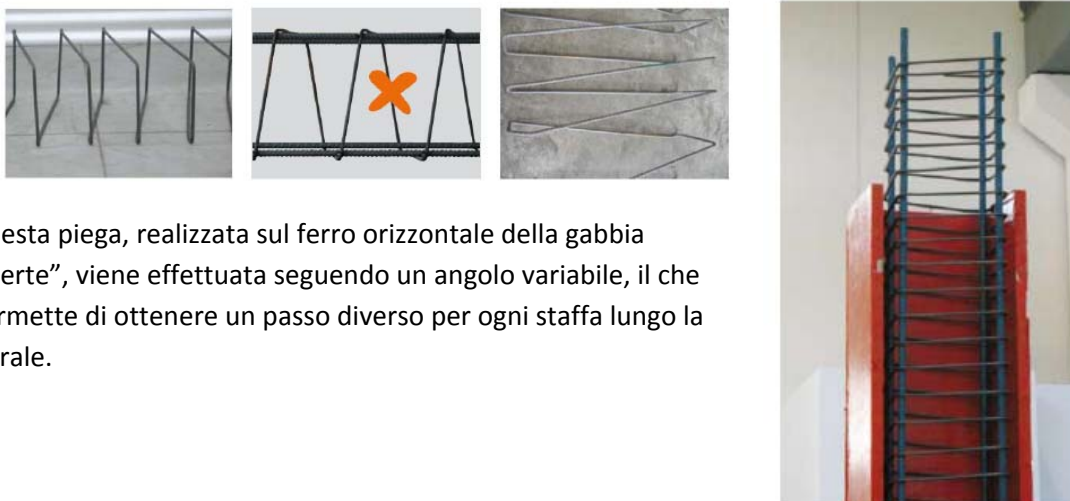 esta piega, realizzata sul ferro orizzontale della gabbia
erte”, viene effettuata seguendo un angolo variabile, il che
rmette di ottenere un passo diverso per ogni staffa lungo la
rale.